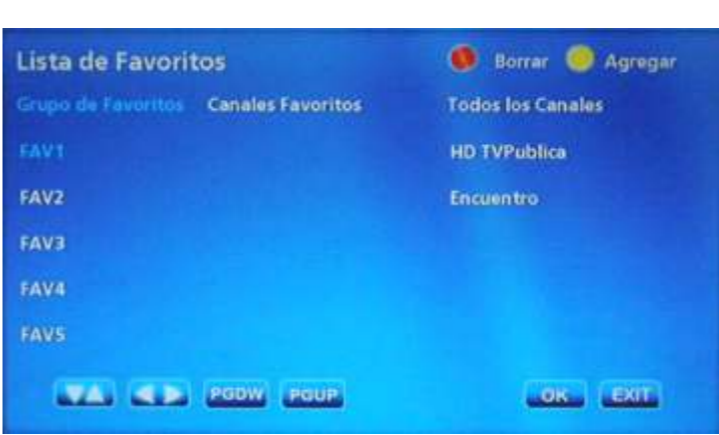 Lista de Favoritos Borrar Agregar
Grupo de Favoritos Canales Favoritos Todos los Canales
FAV1 HD TVPublica
FAV2 Encuentro
FAV3
FAV4
FAV5
PGDW PGUP OK EXIT